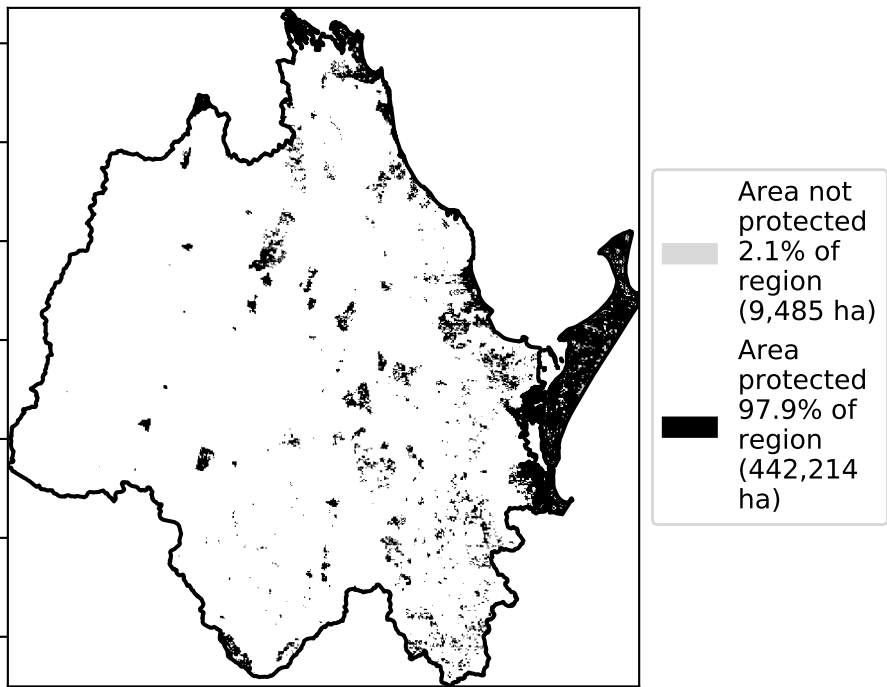 Area not
protected
2.1% of
region
(9,485 ha)
Area
protected
97.9% of
region
(442,214
ha)